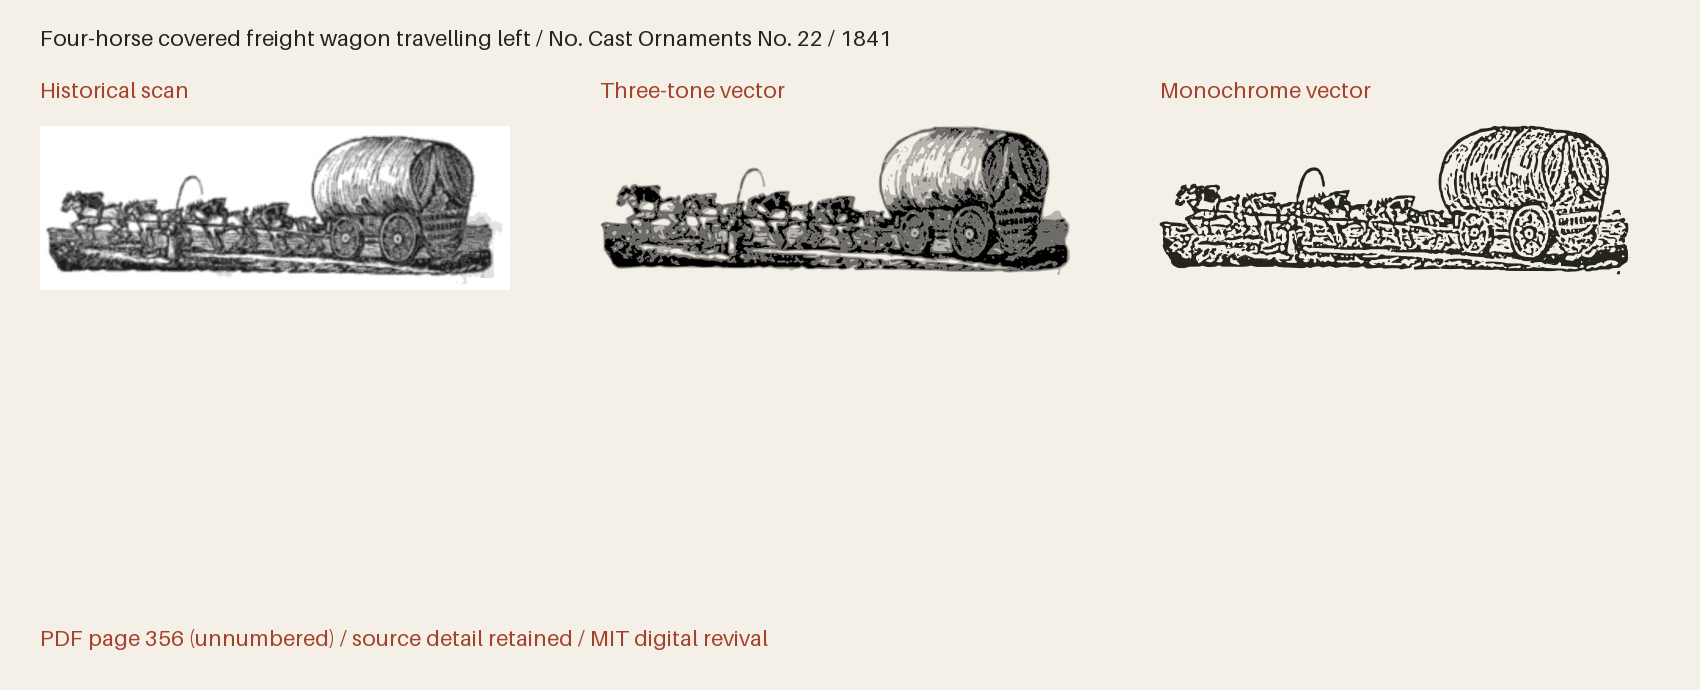 Four-horse covered freight wagon travelling left / No. Cast Ornaments No. 22 / 1841
Historical scan
Three-tone vector
Monochrome vector
PDF page 356 (unnumbered) / source detail retained / MIT digital revival